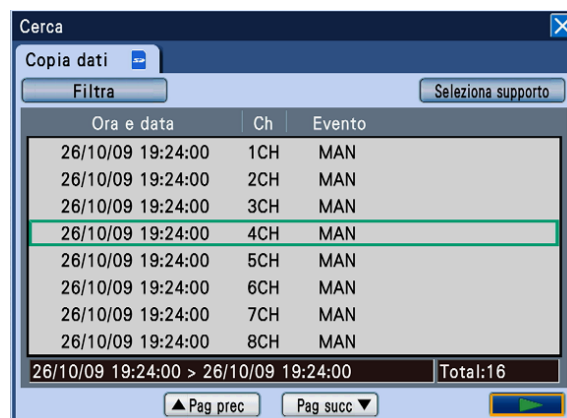 Cerca
Copia dati
Filtra Seleziona supporto
Ora e data Ch Evento
26/10/09 19:24:00 1CH MAN
26/10/09 19:24:00 2CH MAN
26/10/09 19:24:00 3CH MAN
26/10/09 19:24:00 4CH MAN
26/10/09 19:24:00 5CH MAN
26/10/09 19:24:00 6CH MAN
26/10/09 19:24:00 7CH MAN
26/10/09 19:24:00 8CH MAN
26/10/09 19:24:00 > 26/10/09 19:24:00 Total:16
▲ Pag prec Pag succ ▼